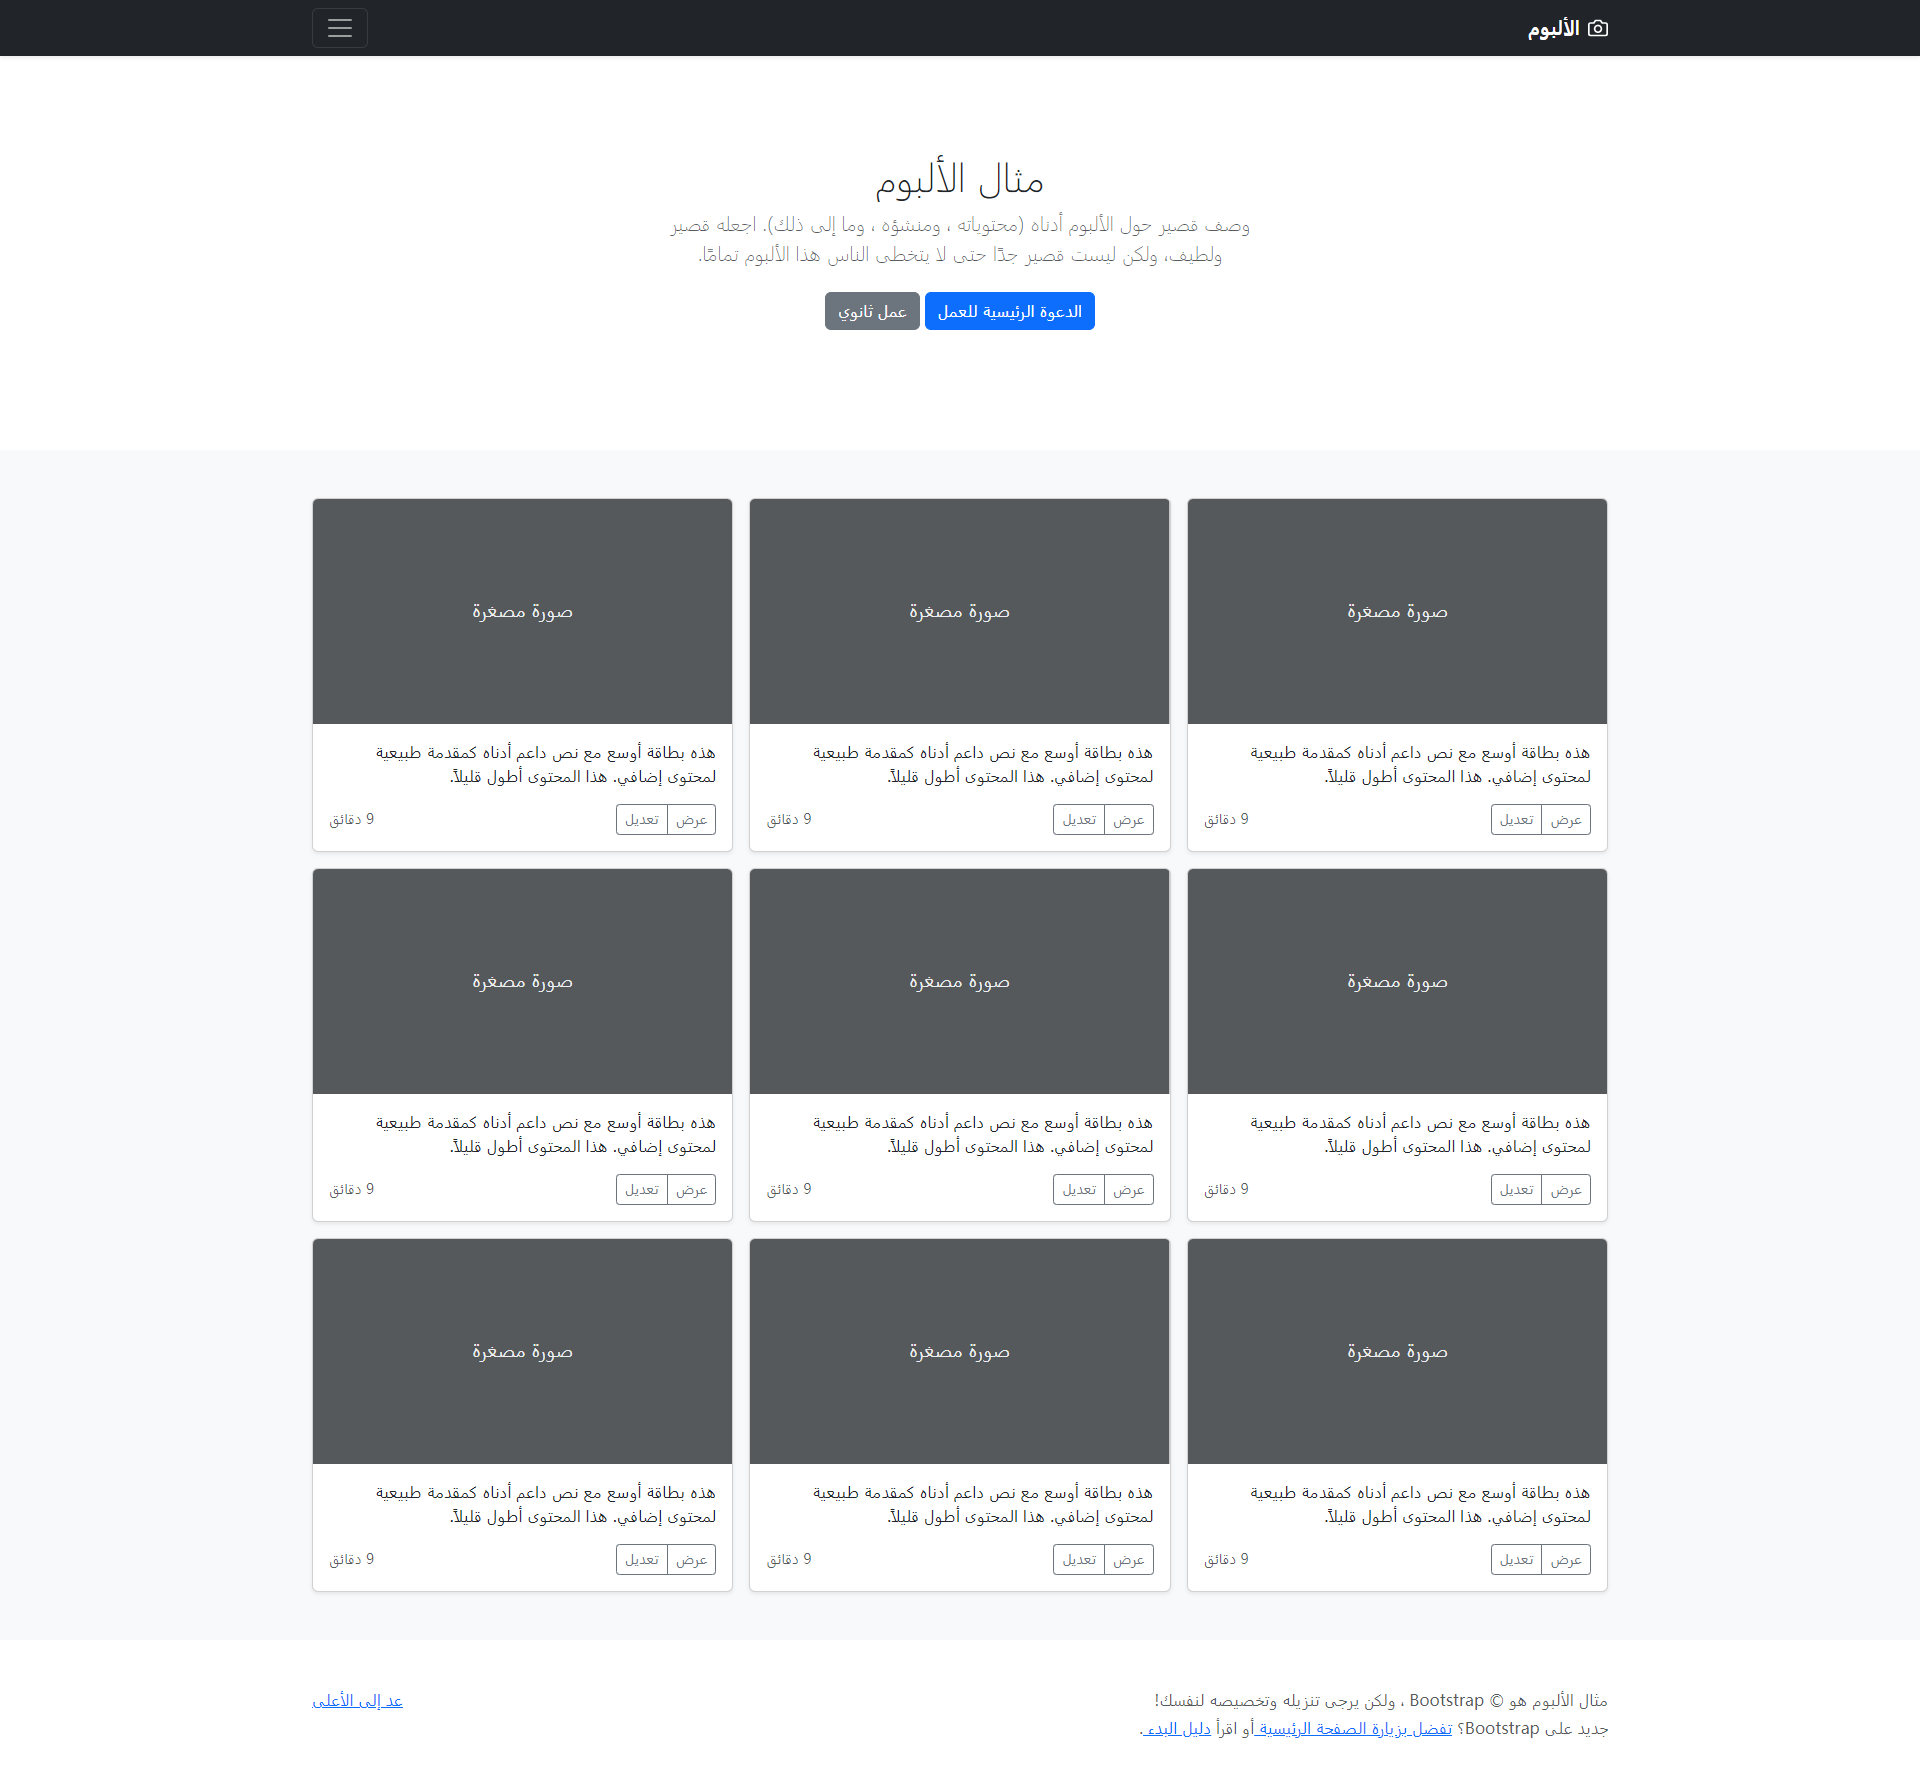 الألبوم
مثال الألبوم
وصف قصير حول الألبوم أدناه (محتوياته ، ومنشؤه ، وما إلى ذلك). اجعله قصير
ولطيف، ولكن ليست قصير جدًا حتى لا يتخطى الناس هذا الألبوم تمامًا.
الدعوة الرئيسية للعمل عمل ثانوي
صورة مصغرة
هذه بطاقة أوسع مع نص داعم أدناه كمقدمة طبيعية
لمحتوى إضافي. هذا المحتوى أطول قليلاً.
عرض تعديل 9 دقائق
صورة مصغرة
هذه بطاقة أوسع مع نص داعم أدناه كمقدمة طبيعية
لمحتوى إضافي. هذا المحتوى أطول قليلاً.
عرض تعديل 9 دقائق
صورة مصغرة
هذه بطاقة أوسع مع نص داعم أدناه كمقدمة طبيعية
لمحتوى إضافي. هذا المحتوى أطول قليلاً.
عرض تعديل 9 دقائق
صورة مصغرة
هذه بطاقة أوسع مع نص داعم أدناه كمقدمة طبيعية
لمحتوى إضافي. هذا المحتوى أطول قليلاً.
عرض تعديل 9 دقائق
صورة مصغرة
هذه بطاقة أوسع مع نص داعم أدناه كمقدمة طبيعية
لمحتوى إضافي. هذا المحتوى أطول قليلاً.
عرض تعديل 9 دقائق
صورة مصغرة
هذه بطاقة أوسع مع نص داعم أدناه كمقدمة طبيعية
لمحتوى إضافي. هذا المحتوى أطول قليلاً.
عرض تعديل 9 دقائق
صورة مصغرة
هذه بطاقة أوسع مع نص داعم أدناه كمقدمة طبيعية
لمحتوى إضافي. هذا المحتوى أطول قليلاً.
عرض تعديل 9 دقائق
صورة مصغرة
هذه بطاقة أوسع مع نص داعم أدناه كمقدمة طبيعية
لمحتوى إضافي. هذا المحتوى أطول قليلاً.
عرض تعديل 9 دقائق
صورة مصغرة
هذه بطاقة أوسع مع نص داعم أدناه كمقدمة طبيعية
لمحتوى إضافي. هذا المحتوى أطول قليلاً.
عرض تعديل 9 دقائق
مثال الألبوم هو © Bootstrap ، ولكن يرجى تنزيله وتخصيصه لنفسك!
جديد على Bootstrap؟ تفضل بزيارة الصفحة الرئيسية أو اقرأ دليل البدء .
عد إلى الأعلى